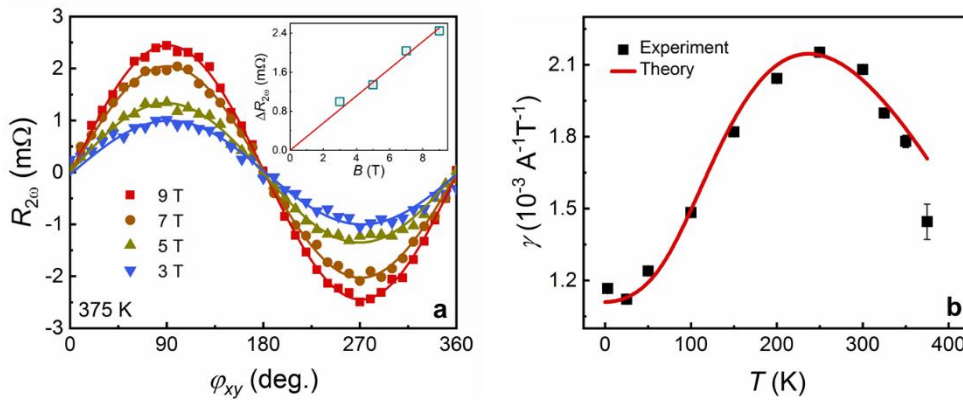 3
2
1
0
-1
-2
-3
R2ω (mΩ)
9 T
7 T
5 T
3 T
375 K
a
0 90 180 270 360
φxy (deg.)
2.4
1.6
0.8
0.0
ΔR2ω (mΩ)
0 2 4 6 8
B (T)
2.4
2.1
1.8
1.5
1.2
γ (10-3 A-1T-1)
Experiment
Theory
b
0 100 200 300 400
T (K)